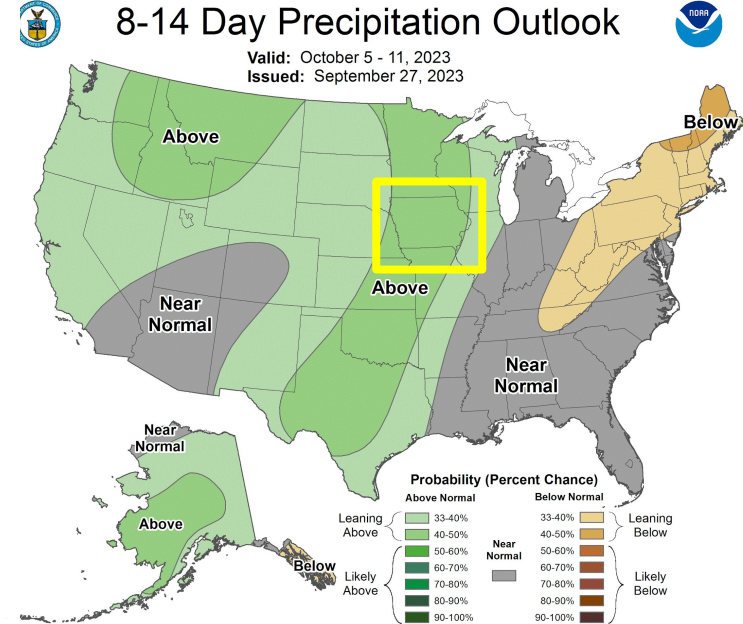 8-14 Day Precipitation Outlook
Valid: October 5 - 11, 2023
Issued: September 27, 2023
NOAA
Above
Below
Above
Near
Normal
Near
Normal
Near
Normal
Above
Below
Probability (Percent Chance)
Above Normal
Below Normal
Leaning
Above
33-40%
40-50%
50-60%
60-70%
70-80%
80-90%
90-100%
Likely
Above
Near
Normal
33-40%
40-50%
50-60%
60-70%
70-80%
80-90%
90-100%
Leaning
Below
Likely
Below